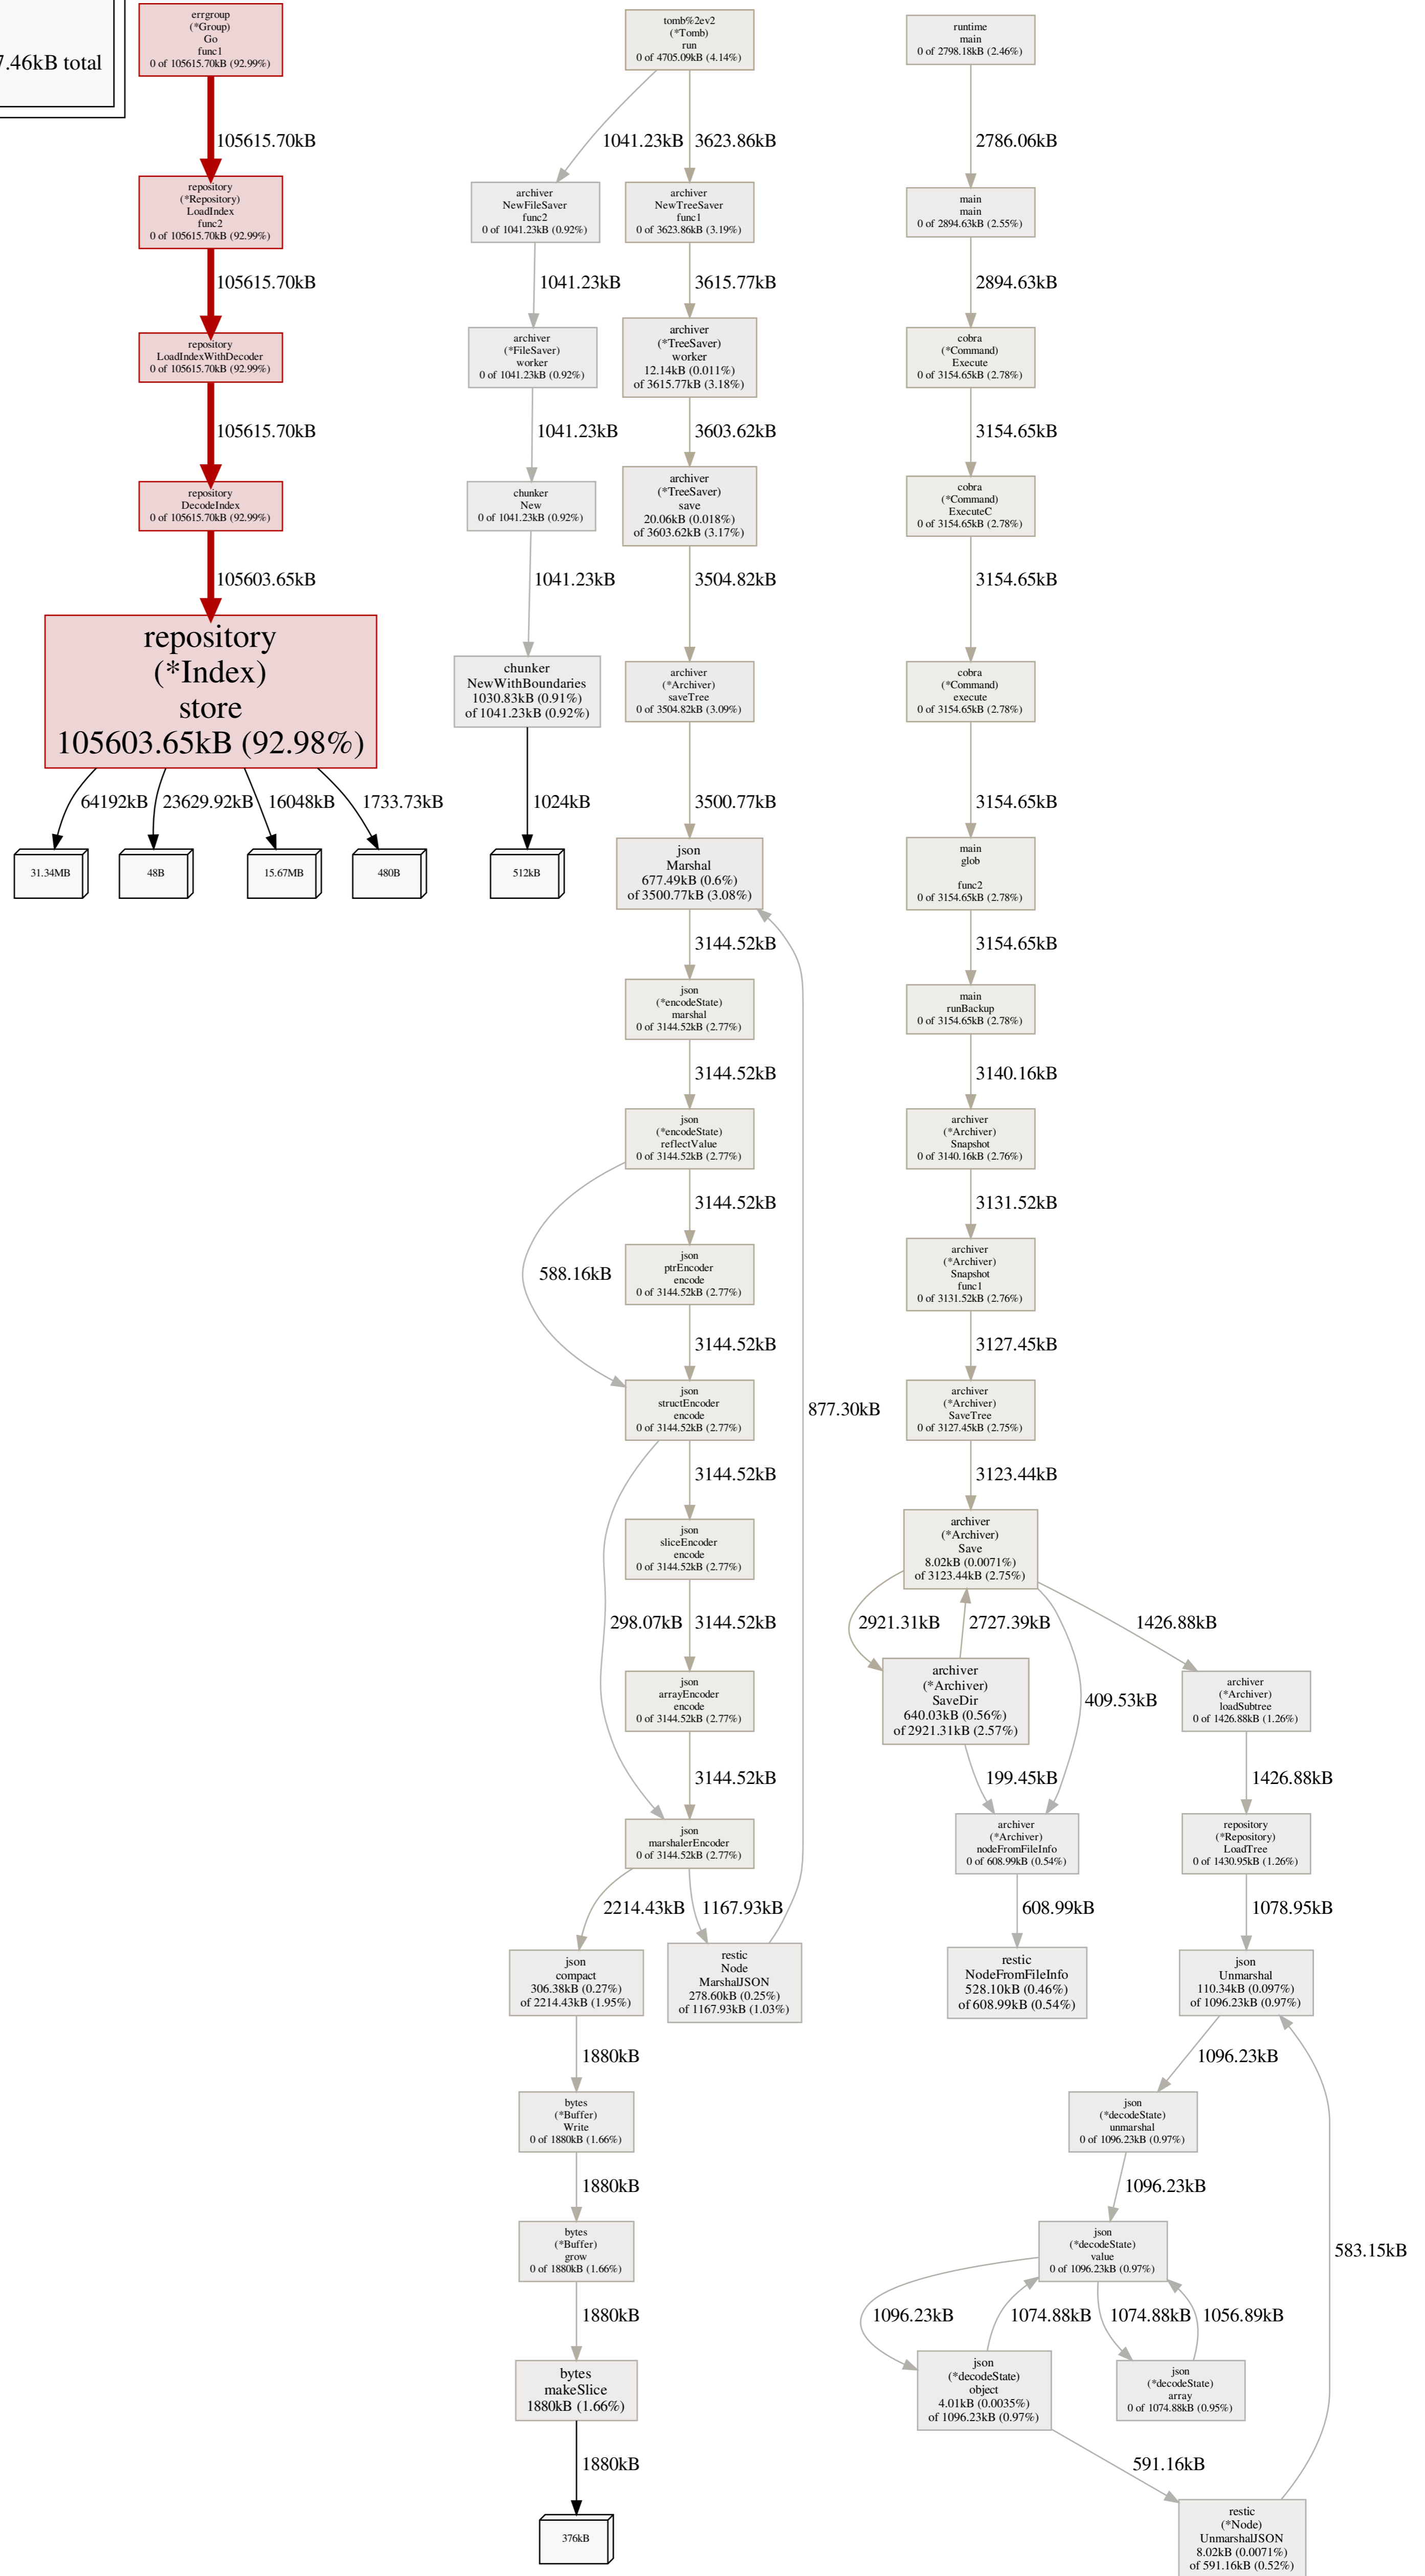 7.46kB total
errgroup
(*Group)
Go
func1
0 of 105615.70kB (92.99%)
105615.70kB
repository
(*Repository)
LoadIndex
func2
0 of 105615.70kB (92.99%)
105615.70kB
repository
LoadIndexWithDecoder
0 of 105615.70kB (92.99%)
105615.70kB
repository
DecodeIndex
0 of 105615.70kB (92.99%)
105603.65kB
repository
(*Index)
store
105603.65kB (92.98%)
64192kB
23629.92kB
16048kB
1733.73kB
31.34MB
48B
15.67MB
480B
tomb%2ev2
(*Tomb)
run
0 of 4705.09kB (4.14%)
1041.23kB
3623.86kB
archiver
NewFileSaver
func2
0 of 1041.23kB (0.92%)
1041.23kB
archiver
(*FileSaver)
worker
0 of 1041.23kB (0.92%)
1041.23kB
chunker
New
0 of 1041.23kB (0.92%)
1041.23kB
chunker
NewWithBoundaries
1030.83kB (0.91%)
of 1041.23kB (0.92%)
1024kB
512kB
archiver
NewTreeSaver
func1
0 of 3623.86kB (3.19%)
3615.77kB
archiver
(*TreeSaver)
worker
12.14kB (0.011%)
of 3615.77kB (3.18%)
3603.62kB
archiver
(*TreeSaver)
save
20.06kB (0.018%)
of 3603.62kB (3.17%)
3504.82kB
archiver
(*Archiver)
saveTree
0 of 3504.82kB (3.09%)
3500.77kB
json
Marshal
677.49kB (0.6%)
of 3500.77kB (3.08%)
3144.52kB
json
(*encodeState)
marshal
0 of 3144.52kB (2.77%)
3144.52kB
json
(*encodeState)
reflectValue
0 of 3144.52kB (2.77%)
588.16kB
3144.52kB
json
ptrEncoder
encode
0 of 3144.52kB (2.77%)
3144.52kB
json
structEncoder
encode
0 of 3144.52kB (2.77%)
877.30kB
3144.52kB
json
sliceEncoder
encode
0 of 3144.52kB (2.77%)
298.07kB
3144.52kB
json
arrayEncoder
encode
0 of 3144.52kB (2.77%)
3144.52kB
json
marshalerEncoder
0 of 3144.52kB (2.77%)
2214.43kB
1167.93kB
json
compact
306.38kB (0.27%)
of 2214.43kB (1.95%)
restic
Node
MarshalJSON
278.60kB (0.25%)
of 1167.93kB (1.03%)
1880kB
bytes
(*Buffer)
Write
0 of 1880kB (1.66%)
1880kB
bytes
(*Buffer)
grow
0 of 1880kB (1.66%)
1880kB
bytes
makeSlice
1880kB (1.66%)
1880kB
376kB
runtime
main
0 of 2798.18kB (2.46%)
2786.06kB
main
main
0 of 2894.63kB (2.55%)
2894.63kB
cobra
(*Command)
Execute
0 of 3154.65kB (2.78%)
3154.65kB
cobra
(*Command)
ExecuteC
0 of 3154.65kB (2.78%)
3154.65kB
cobra
(*Command)
execute
0 of 3154.65kB (2.78%)
3154.65kB
main
glob
func2
0 of 3154.65kB (2.78%)
3154.65kB
main
runBackup
0 of 3154.65kB (2.78%)
3140.16kB
archiver
(*Archiver)
Snapshot
0 of 3140.16kB (2.76%)
3131.52kB
archiver
(*Archiver)
Snapshot
func1
0 of 3131.52kB (2.76%)
3127.45kB
archiver
(*Archiver)
SaveTree
0 of 3127.45kB (2.75%)
3123.44kB
archiver
(*Archiver)
Save
8.02kB (0.0071%)
of 3123.44kB (2.75%)
2921.31kB
2727.39kB
1426.88kB
archiver
(*Archiver)
SaveDir
640.03kB (0.56%)
of 2921.31kB (2.57%)
409.53kB
archiver
(*Archiver)
loadSubtree
0 of 1426.88kB (1.26%)
199.45kB
1426.88kB
archiver
(*Archiver)
nodeFromFileInfo
0 of 608.99kB (0.54%)
repository
(*Repository)
LoadTree
0 of 1430.95kB (1.26%)
608.99kB
1078.95kB
restic
NodeFromFileInfo
528.10kB (0.46%)
of 608.99kB (0.54%)
json
Unmarshal
110.34kB (0.097%)
of 1096.23kB (0.97%)
1096.23kB
json
(*decodeState)
unmarshal
0 of 1096.23kB (0.97%)
1096.23kB
json
(*decodeState)
value
0 of 1096.23kB (0.97%)
583.15kB
1096.23kB
1074.88kB
1074.88kB
1056.89kB
json
(*decodeState)
object
4.01kB (0.0035%)
of 1096.23kB (0.97%)
json
(*decodeState)
array
0 of 1074.88kB (0.95%)
591.16kB
restic
(*Node)
UnmarshalJSON
8.02kB (0.0071%)
of 591.16kB (0.52%)